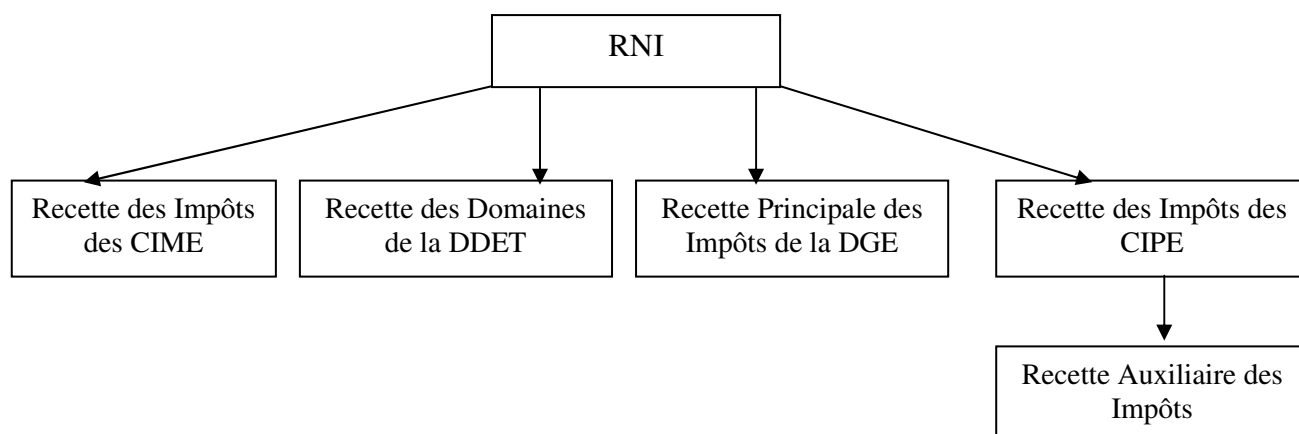 RNI
Recette des Impôts
des CIME
Recette des Domaines
de la DDET
Recette Principale des
Impôts de la DGE
Recette des Impôts des
CIPE
Recette Auxiliaire des
Impôts